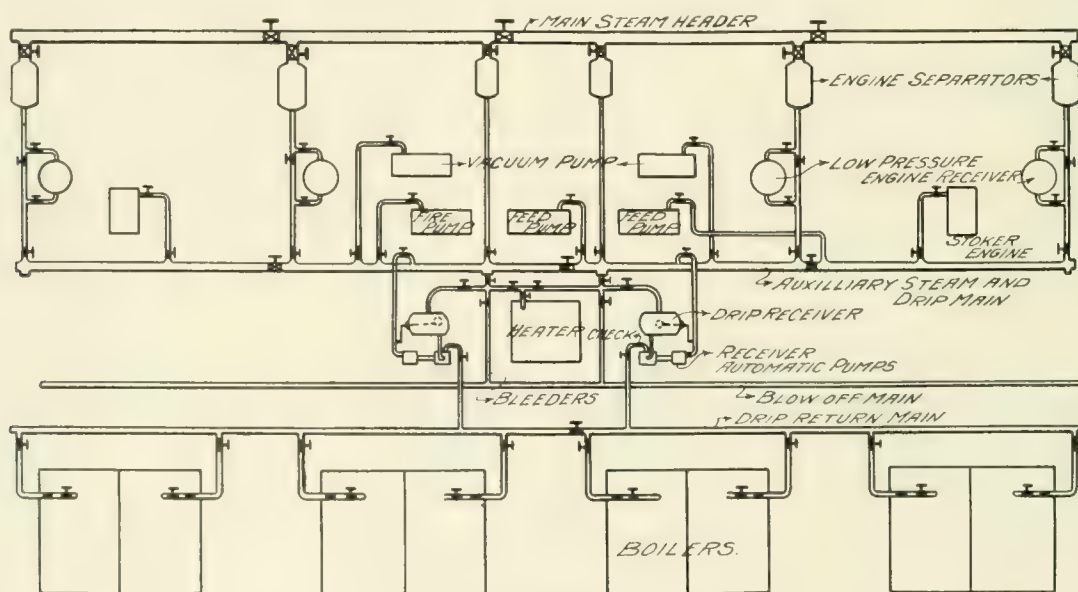 MAIN STEAM HEADER
ENGINE SEPARATORS
VACUUM PUMP
LOW PRESSURE
ENGINE RECEIVER
FIRE
PUMP
FEED
PUMP
FEED
PUMP
STOKER
ENGINE
AUXILLIARY STEAM AND
DRIP MAIN
HEATER
CHECK
DRIP RECEIVER
RECEIVER
AUTOMATIC PUMPS
BLEEDERS
BLOW OFF MAIN
DRIP RETURN MAIN
BOILERS.